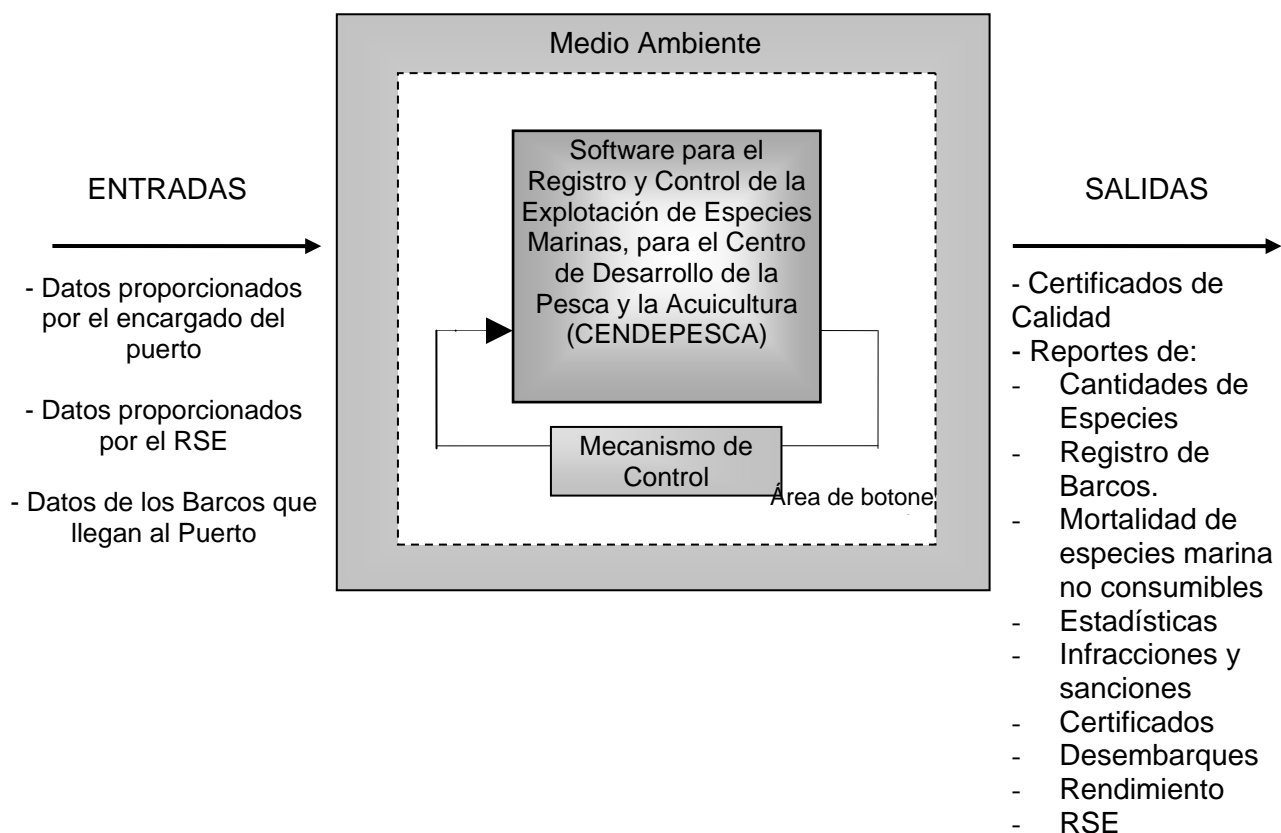 Medio Ambiente
ENTRADAS
- Datos proporcionados
por el encargado del
puerto
- Datos proporcionados
por el RSE
- Datos de los Barcos que
llegan al Puerto
Software para el
Registro y Control de la
Explotación de Especies
Marinas, para el Centro
de Desarrollo de la
Pesca y la Acuicultura
(CENDEPESCA)
Mecanismo de
Control
Área de botone
SALIDAS
- Certificados de
Calidad
- Reportes de:
- Cantidades de
Especies
- Registro de
Barcos.
- Mortalidad de
especies marina
no consumibles
- Estadísticas
- Infracciones y
sanciones
- Certificados
- Desembarques
- Rendimiento
- RSE